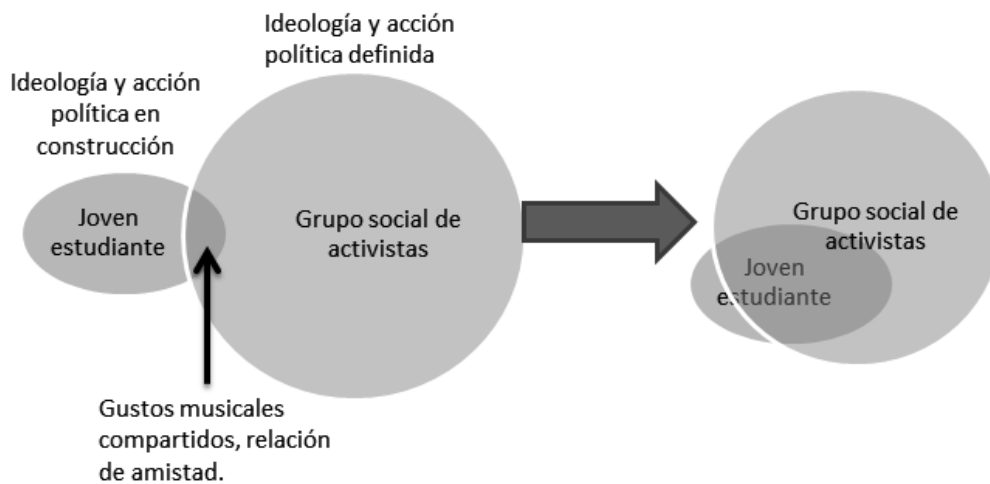 Ideología y acción
política definida
Ideología y acción
política en
construcción
Joven
estudiante
Grupo social de
activistas
Gustos musicales
compartidos, relación
de amistad.
Grupo social de
activistas
Joven
estudiante